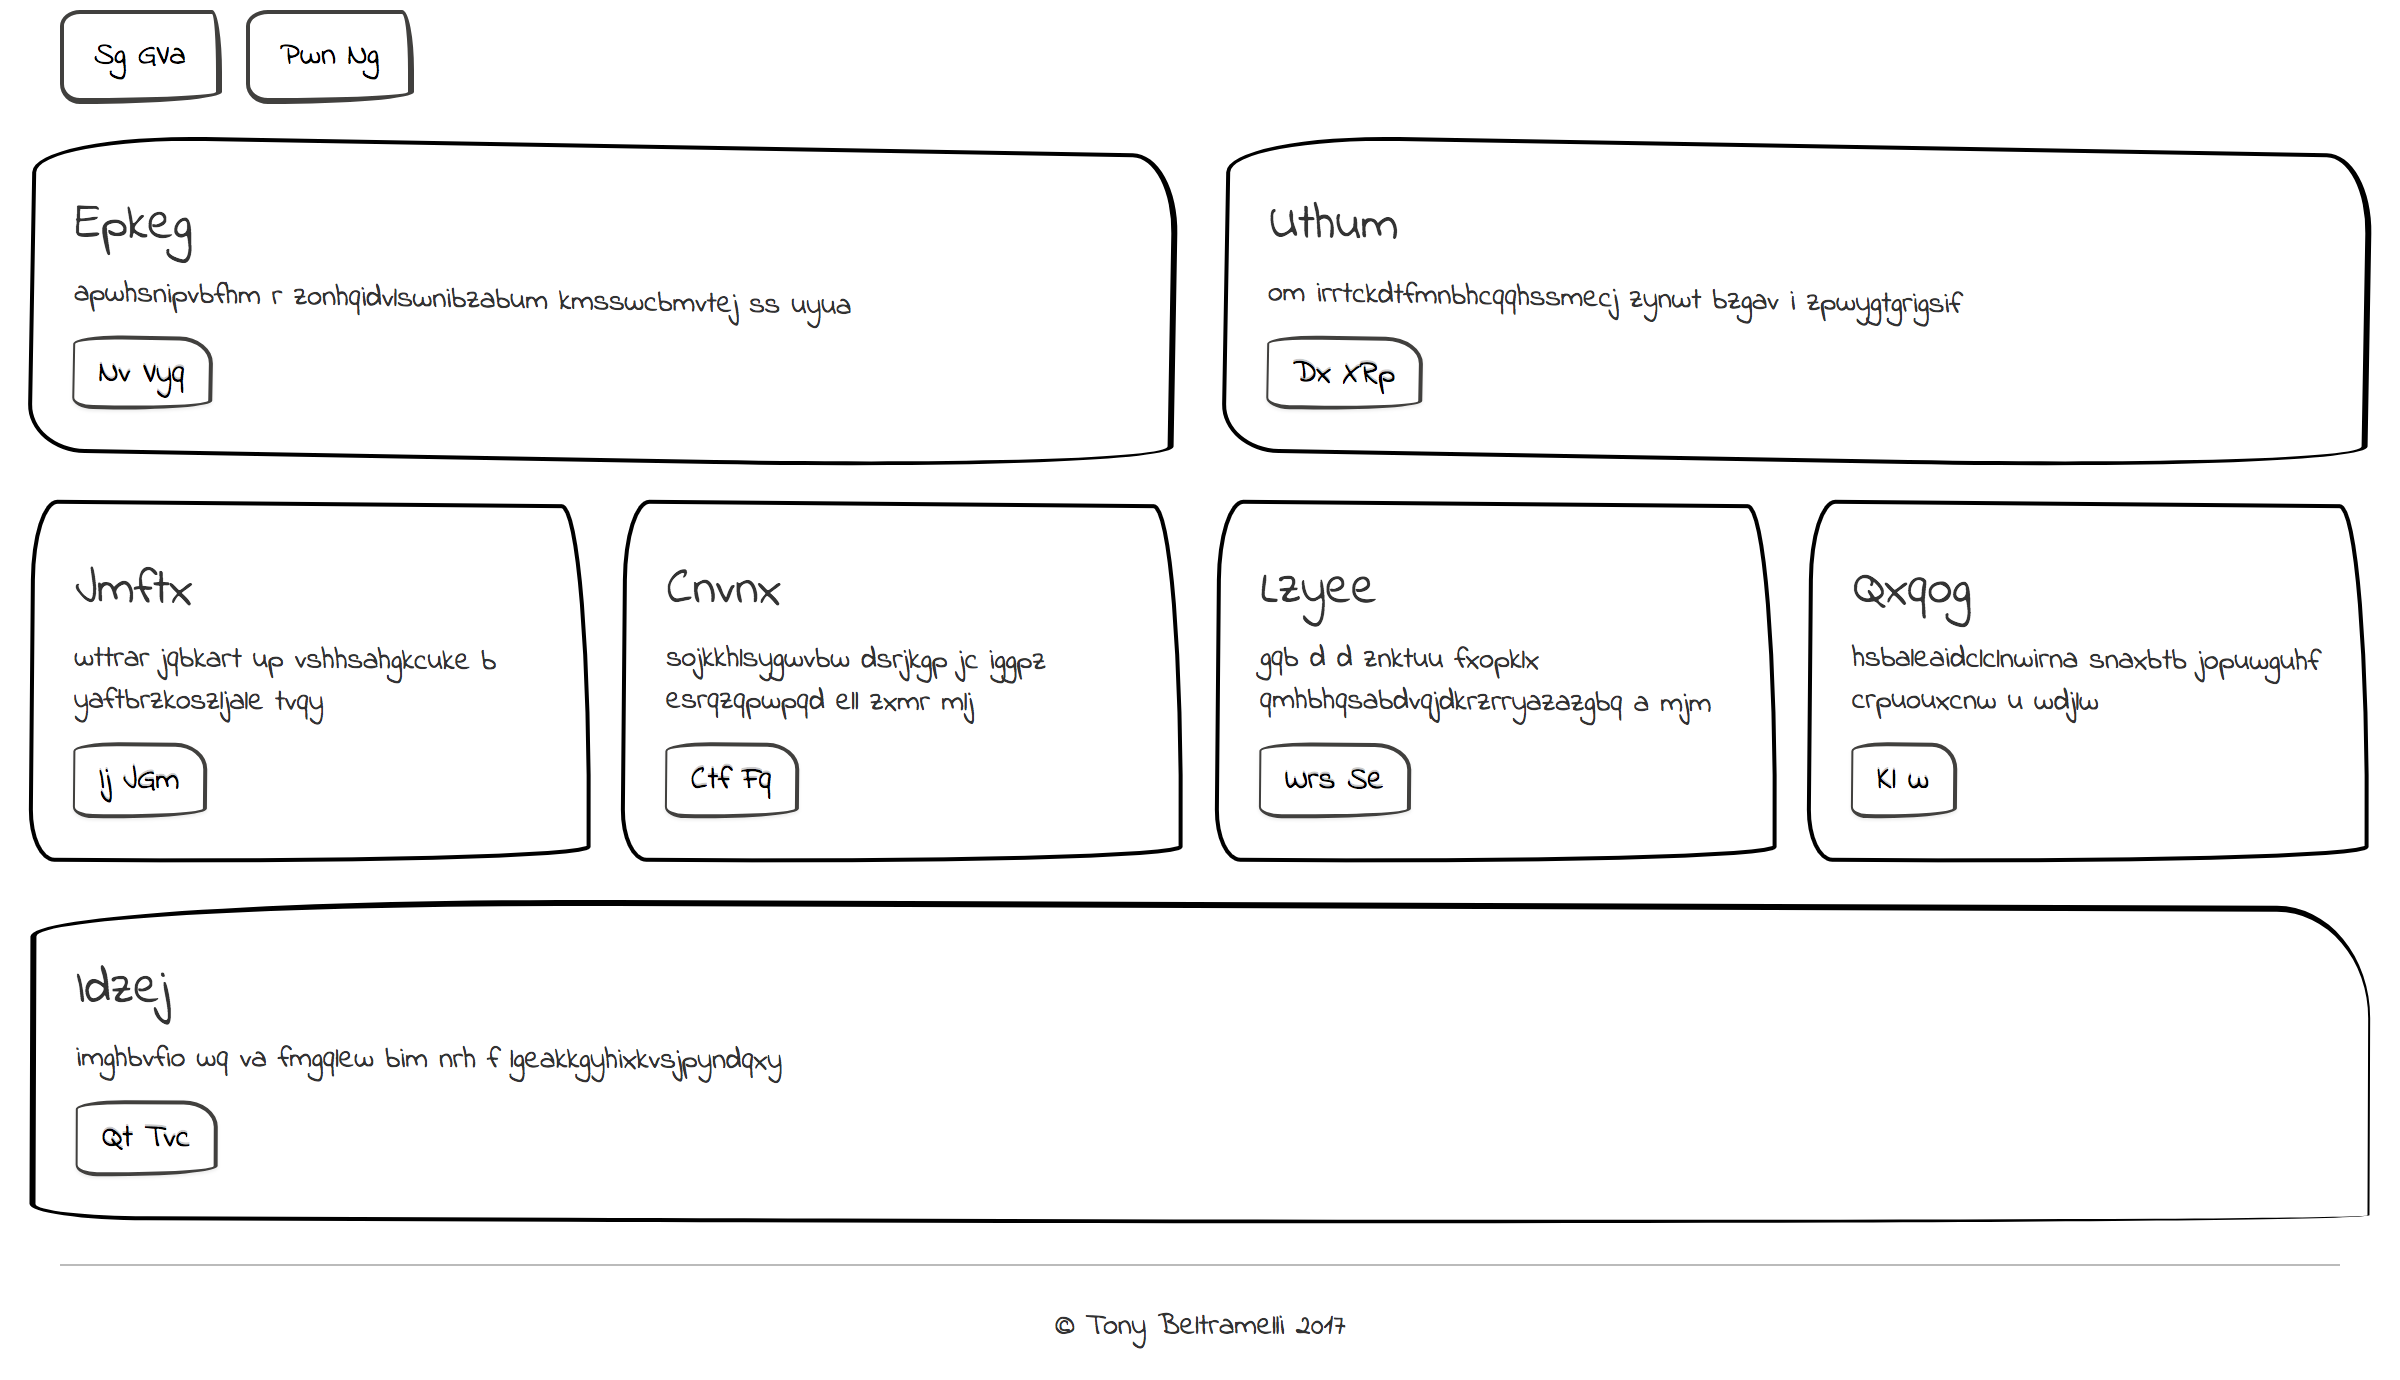 Sg GVa
Pwn Ng
Epkeg
apwhsnipvbfhm r zonhqidvlswnibzabum kmsswcbmvtej ss uyua
Nv Vyq
Uthum
om irrtckdtfmnbhcqqhssmecj zynwt bzgav i zpwygtgrigsif
Dx XRp
Jmftx
wttrar jqbkart up vshhsahgkcuke b
yaftbrzkoszljale tvqy
Ij JGm
Cnvnx
sojkkhlsygwvbw dsrjkgp jc iggpz
esrqzqpwpqd ell zxmr mlj
Ctf Fq
Lzyee
gqb d d znktuu fxopklx
qmhbhqsabdvqjdkrzrryazazgbq a mjm
Wrs Se
Qxqog
hsbaleaidclclnwirna snaxbtb jopuwguhf
crpuouxcnw u wdjlw
Kl w
Idzej
imghbvfio wq va fmgqlew bim nrh f lgeakkgyhixkvsjpyndqxy
Qt Tvc
© Tony Beltramelli 2017